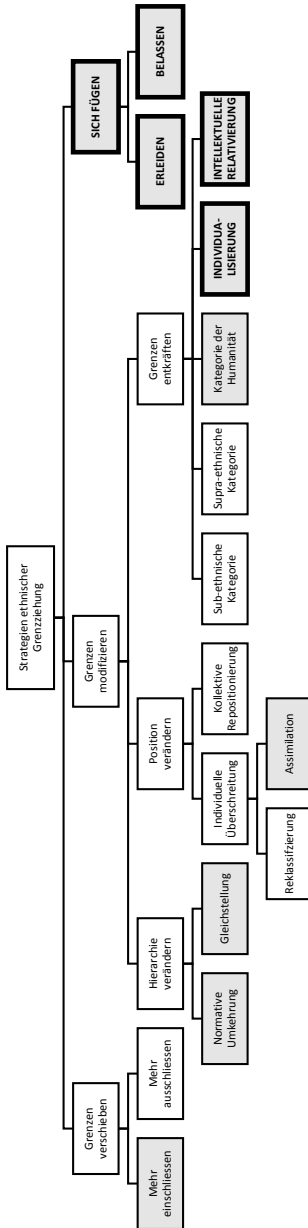 Strategien ethnischer
Grenzziehung
Grenzen
verschieben
Grenzen
modifizieren
SICH FÜGEN
Mehr
einschliessen
Mehr
ausschliessen
Hierarchie
verändern
Position
verändern
Grenzen
entkräften
ERLEIDEN
BELASSEN
Normative
Umkehrung
Gleichstellung
Individuelle
Überschreitung
Kollektive
Repositionierung
Sub-ethnische
Kategorie
Supra-ethnische
Kategorie
Kategorie der
Humanität
INDIVIDUA-
LISIERUNG
INTELLEKTUELLE
RELATIVIERUNG
Reklassifzierung
Assimilation